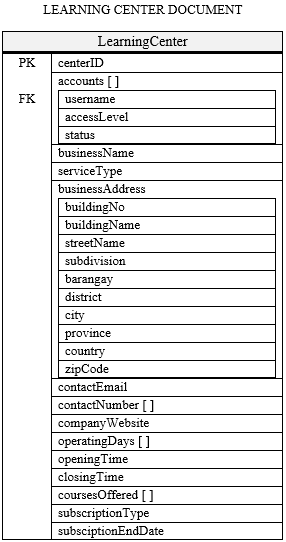 LEARNING CENTER DOCUMENT
LearningCenter
PK centerID
accounts [ ]
FK username
accessLevel
status
businessName
serviceType
businessAddress
buildingNo
buildingName
streetName
subdivision
barangay
district
city
province
country
zipCode
contactEmail
contactNumber [ ]
companyWebsite
operatingDays [ ]
openingTime
closingTime
coursesOffered [ ]
subscriptionType
subsciptionEndDate